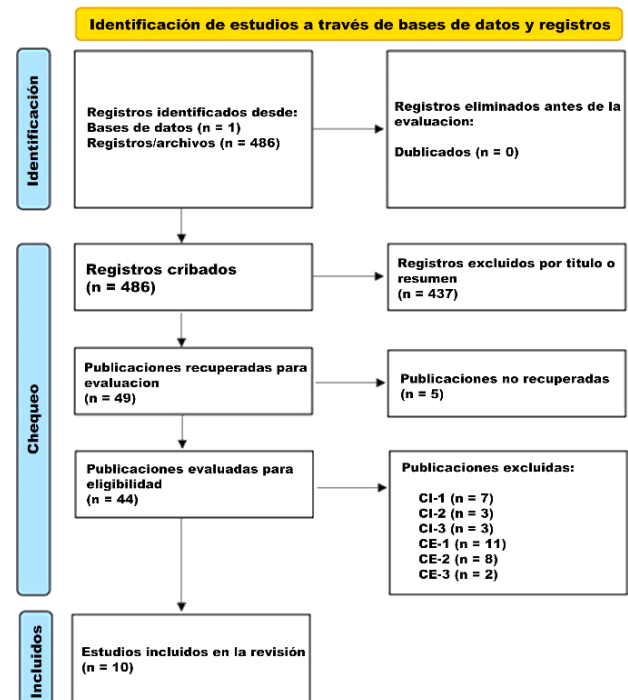 Identificación de estudios a través de bases de datos y registros
Identificación
Registros identificados desde:
Bases de datos (n = 1)
Registros/archivos (n = 486)
Registros eliminados antes de la
evaluacion:
Dublicados (n = 0)
Chequeo
Registros cribados
(n = 486)
Registros excluidos por titulo o
resumen
(n = 437)
Publicaciones recuperadas para
evaluacion
(n = 49)
Publicaciones no recuperadas
(n = 5)
Publicaciones evaluadas para
eligibilidad
(n = 44)
Publicaciones excluidas:
CI-1 (n = 7)
CI-2 (n = 3)
CI-3 (n = 3)
CE-1 (n = 11)
CE-2 (n = 8)
CE-3 (n = 2)
Incluidos
Estudios incluidos en la revisión
(n = 10)